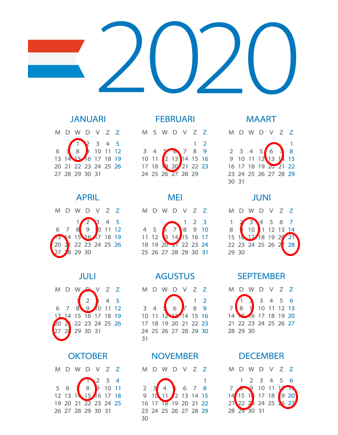 2020
JANUARI
M D W D V Z Z
1 2 3 4 5
6 7 8 9 10 11 12
13 14 15 16 17 18 19
20 21 22 23 24 25 26
27 28 29 30 31
FEBRUARI
M D W D V Z Z
1 2
3 4 5 6 7 8 9
10 11 12 13 14 15 16
17 18 19 20 21 22 23
24 25 26 27 28 29
MAART
M D W D V Z Z
1
2 3 4 5 6 7 8
9 10 11 12 13 14 15
16 17 18 19 20 21 22
23 24 25 26 27 28 29
30 31
APRIL
M D W D V Z Z
1 2 3 4 5
6 7 8 9 10 11 12
13 14 15 16 17 18 19
20 21 22 23 24 25 26
27 28 29 30
MEI
M D W D V Z Z
1 2 3
4 5 6 7 8 9 10
11 12 13 14 15 16 17
18 19 20 21 22 23 24
25 26 27 28 29 30 31
JUNI
M D W D V Z Z
1 2 3 4 5 6 7
8 9 10 11 12 13 14
15 16 17 18 19 20 21
22 23 24 25 26 27 28
29 30
JULI
M D W D V Z Z
1 2 3 4 5
6 7 8 9 10 11 12
13 14 15 16 17 18 19
20 21 22 23 24 25 26
27 28 29 30 31
AGUSTUS
M D W D V Z Z
1 2
3 4 5 6 7 8 9
10 11 12 13 14 15 16
17 18 19 20 21 22 23
24 25 26 27 28 29 30
31
SEPTEMBER
M D W D V Z Z
1 2 3 4 5 6
7 8 9 10 11 12 13
14 15 16 17 18 19 20
21 22 23 24 25 26 27
28 29 30
OKTOBER
M D W D V Z Z
1 2 3 4
5 6 7 8 9 10 11
12 13 14 15 16 17 18
19 20 21 22 23 24 25
26 27 28 29 30 31
NOVEMBER
M D W D V Z Z
1
2 3 4 5 6 7 8
9 10 11 12 13 14 15
16 17 18 19 20 21 22
23 24 25 26 27 28 29
30
DECEMBER
M D W D V Z Z
1 2 3 4 5 6
7 8 9 10 11 12 13
14 15 16 17 18 19 20
21 22 23 24 25 26 27
28 29 30 31